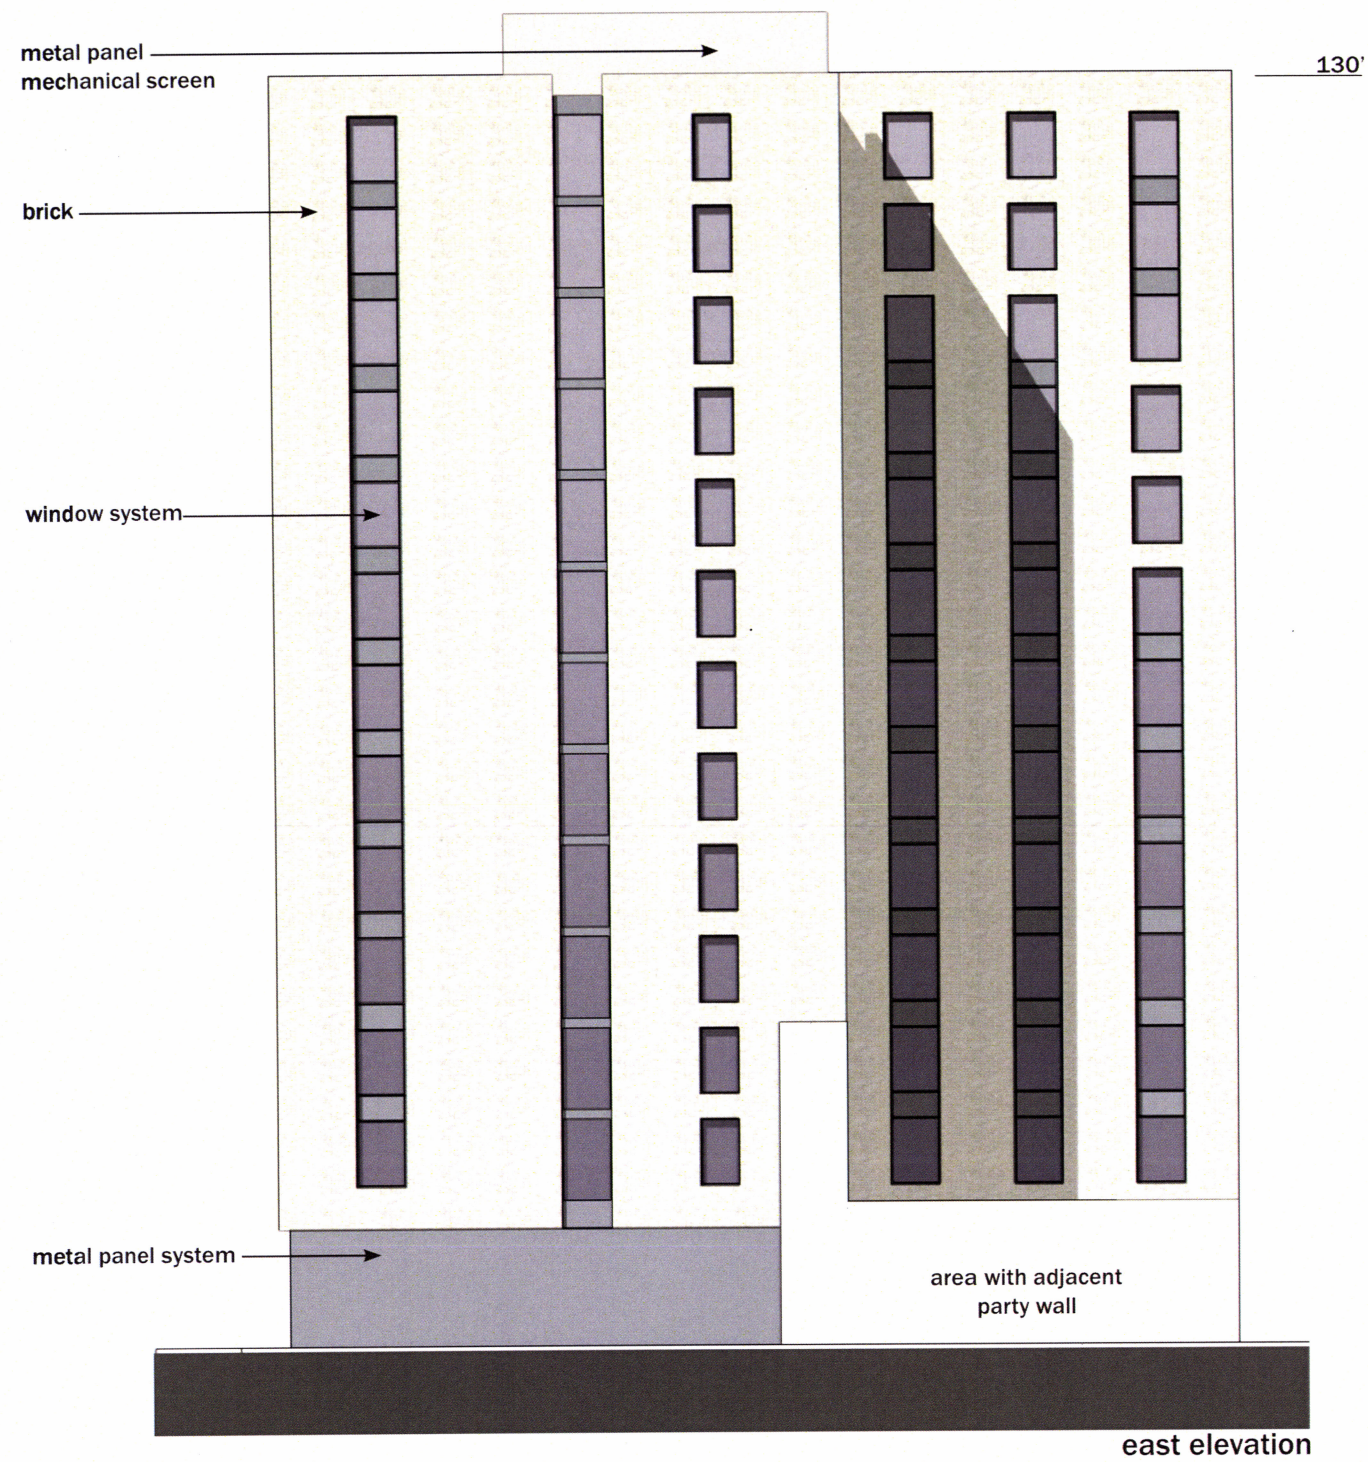 metal panel
mechanical screen
130'
brick
window system
metal panel system
area with adjacent
party wall
east elevation